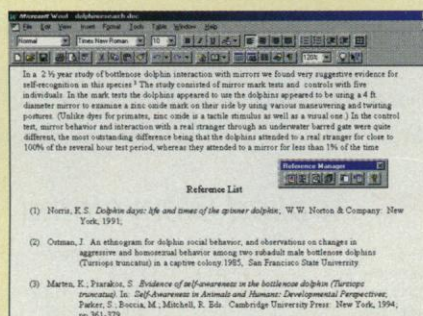 Microsoft Word - dolphinresearch.doc
File Edit View Insert Format Tools Table Window Help
Normal Times New Roman 10 B I U
120%
In a 2 ½ year study of bottlenose dolphin interaction with mirrors we found very suggestive evidence for
self-recognition in this species 3 The study consisted of mirror mark tests and controls with five
individuals. In the mark tests the dolphins appeared to use the dolphins appeared to be using a 4 ft
diameter mirror to examine a zinc oxide mark on their side by using various maneuvering and twisting
postures. (Unlike dyes for primates, zinc oxide is a tactile stimulus as well as a visual one.) In the control
test, mirror behavior and interaction with a real stranger through an underwater barred gate were quite
different, the most outstanding difference being that the dolphins attended to a real stranger for close to
100% of the several hour test period, whereas they attended to a mirror for less than 1% of the time
Reference Manager
Reference List
(1) Norris, K.S. Dolphin days: life and times of the spinner dolphin, W.W. Norton & Company: New
York, 1991;
(2) Ostman, J. An ethnogram for dolphin social behavior, and observations on changes in
aggressive and homosexual behavior among two subadult male bottlenose dolphins
(Tursiops truncatus) in a captive colony. 1985, San Francisco State University.
(3) Marten, K.; Psarakos, S. Evidence of self-awareness in the bottlenose dolphin (Tursiops
truncatus). In: Self-Awareness in Animals and Humans: Developmental Perspectives;
Parker, S.; Boccia, M.; Mitchell, R. Eds. Cambridge University Press: New York, 1994;
pp 361-379